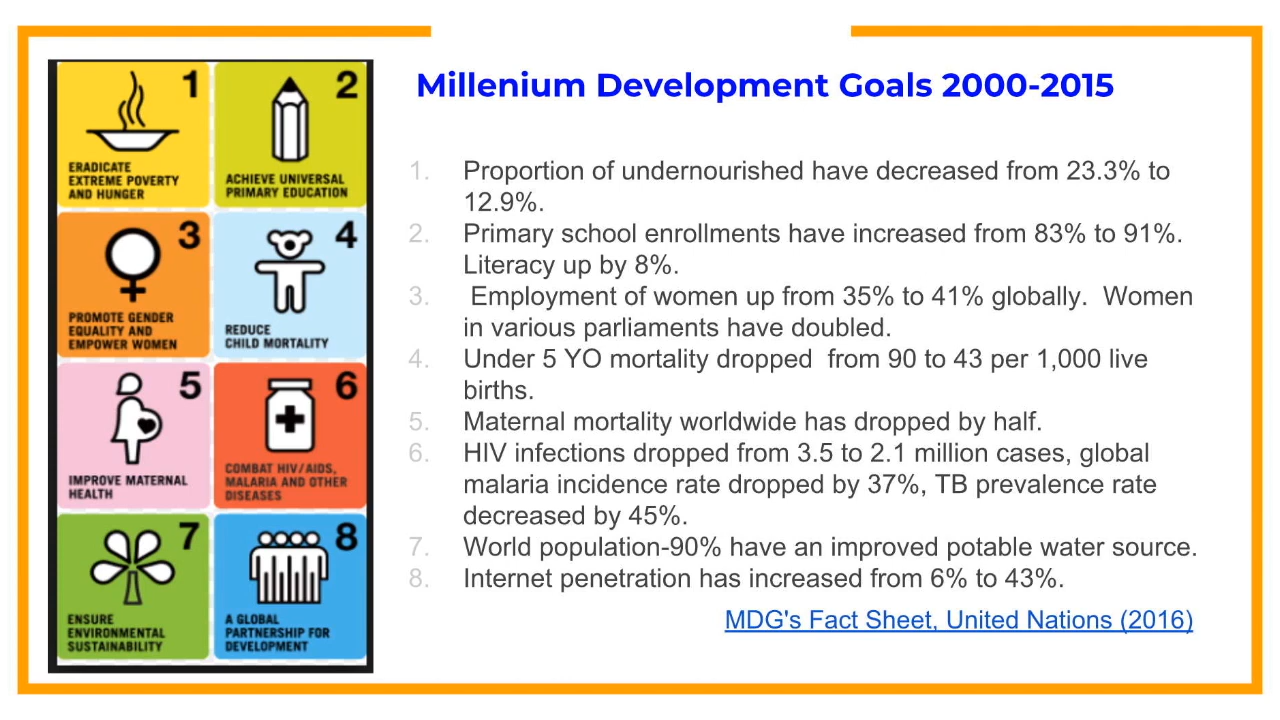 1
ERADICATE
EXTREME POVERTY
AND HUNGER
2
ACHIEVE UNIVERSAL
PRIMARY EDUCATION
3
PROMOTE GENDER
EQUALITY AND
EMPOWER WOMEN
4
REDUCE
CHILD MORTALITY
5
IMPROVE MATERNAL
HEALTH
6
COMBAT HIV/AIDS,
MALARIA AND OTHER
DISEASES
7
ENSURE
ENVIRONMENTAL
SUSTAINABILITY
8
A GLOBAL
PARTNERSHIP FOR
DEVELOPMENT
Millenium Development Goals 2000-2015
1. Proportion of undernourished have decreased from 23.3% to
12.9%.
2. Primary school enrollments have increased from 83% to 91%.
Literacy up by 8%.
3. Employment of women up from 35% to 41% globally. Women
in various parliaments have doubled.
4. Under 5 YO mortality dropped from 90 to 43 per 1,000 live
births.
5. Maternal mortality worldwide has dropped by half.
6. HIV infections dropped from 3.5 to 2.1 million cases, global
malaria incidence rate dropped by 37%, TB prevalence rate
decreased by 45%.
7. World population-90% have an improved potable water source.
8. Internet penetration has increased from 6% to 43%.
MDG's Fact Sheet, United Nations (2016)